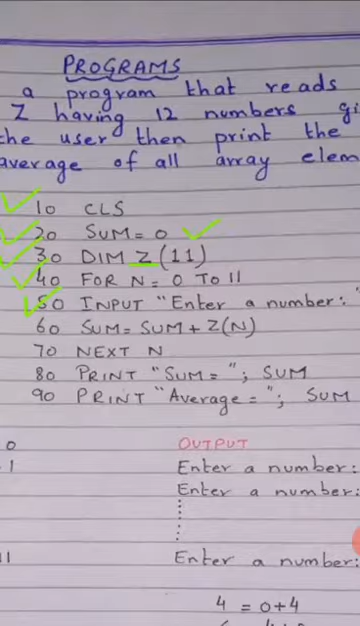 PROGRAMS
a program that reads
Z having 12 numbers gi
the user then print the
average of all array elem
10 CLS
20 SUM = 0
30 DIM Z (11)
40 FOR N = 0 TO 11
50 INPUT "Enter a number: "
60 SUM = SUM + Z(N)
70 NEXT N
80 PRINT "SUM = "; SUM
90 PRINT "Average = "; SUM
0 OUTPUT
1 Enter a number:
Enter a number:
11 Enter a number:
4 = 0+4